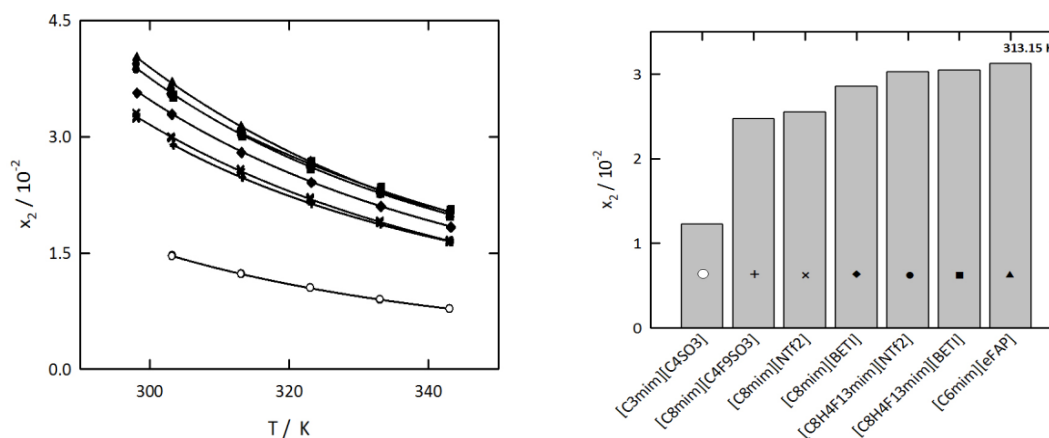 4.5
3.0
1.5
0.0
x2 / 10-2
300
320
340
T / K
313.15 K
3
2
1
0
x2 / 10-2
[C3mim][C4SO3]
[C8mim][C4F9SO3]
[C8mim][NTf2]
[C8mim][BETI]
[C8H4F13mim][NTf2]
[C8H4F13mim][BETI]
[C6mim][eFAP]